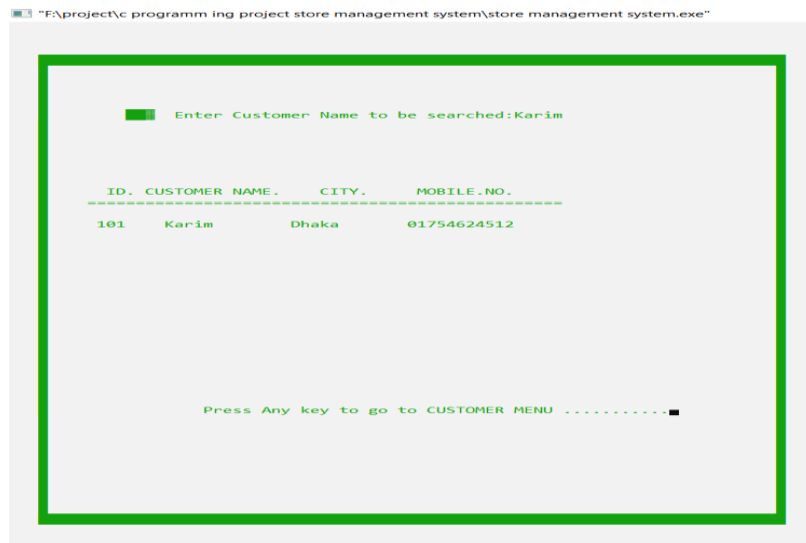 "F:\project\c programm ing project store management system\store management system.exe"
Enter Customer Name to be searched:Karim
ID. CUSTOMER NAME. CITY. MOBILE.NO.
=================================================
101 Karim Dhaka 01754624512
Press Any key to go to CUSTOMER MENU ...........